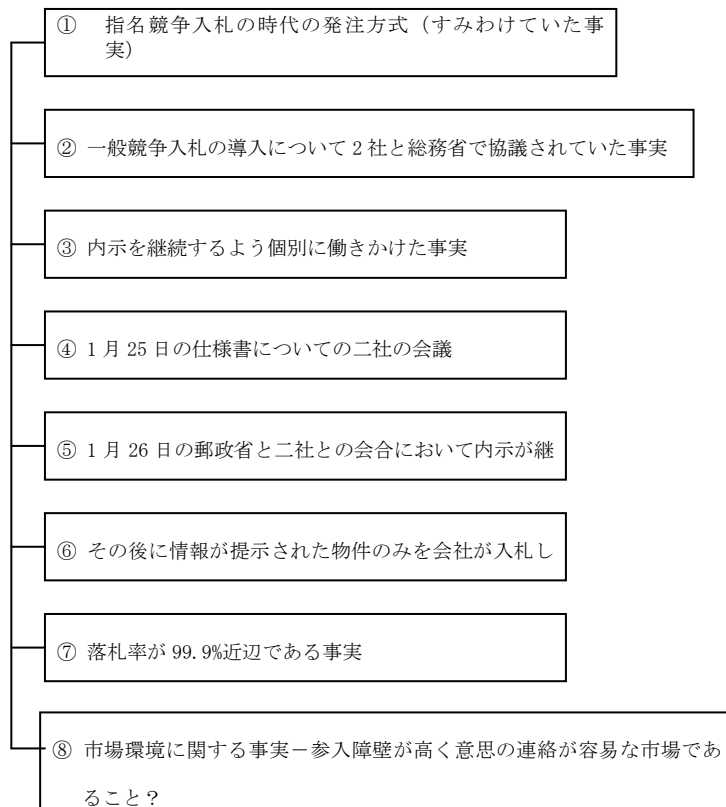 ① 指名競争入札の時代の発注方式（すみわけていた事
実）
② 一般競争入札の導入について2社と総務省で協議されていた事実
③ 内示を継続するよう個別に働きかけた事実
④ 1月25日の仕様書についての二社の会議
⑤ 1月26日の郵政省と二社との会合において内示が継
⑥ その後に情報が提示された物件のみを会社が入札し
⑦ 落札率が99.9%近辺である事実
⑧ 市場環境に関する事実－参入障壁が高く意思の連絡が容易な市場であ
ること？